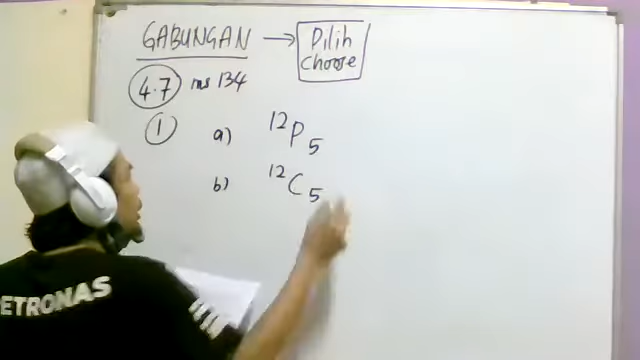 GABUNGAN → Pilih
choose
4.7 ms 134
1 a) ¹²P₅
b) ¹²C₅
PETRONAS